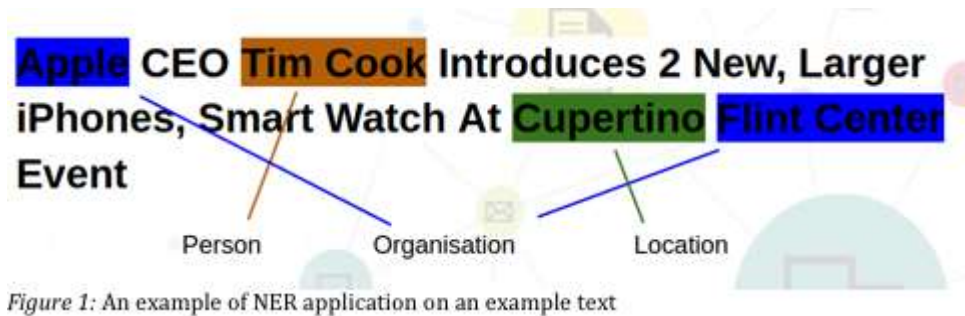 Apple CEO Tim Cook Introduces 2 New, Larger
iPhones, Smart Watch At Cupertino Flint Center
Event
Person Organisation Location
Figure 1: An example of NER application on an example text